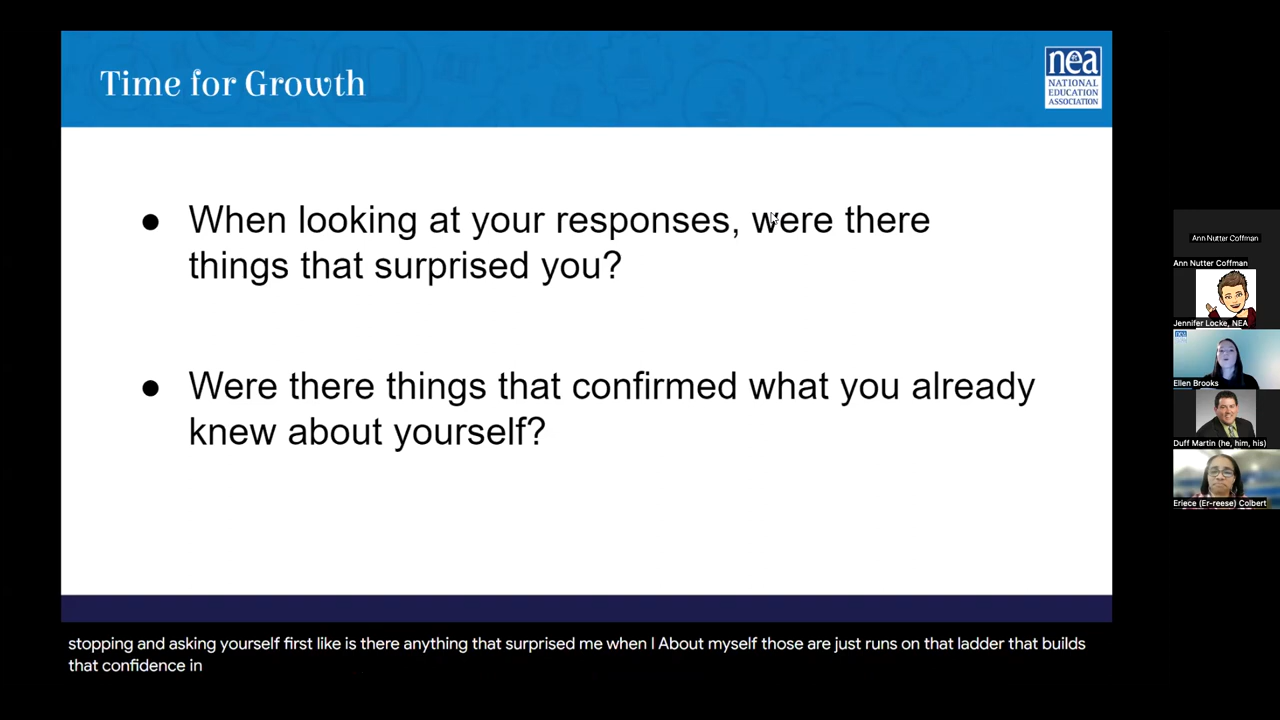 Time for Growth
nea
NATIONAL
EDUCATION
ASSOCIATION
● When looking at your responses, were there
things that surprised you?
● Were there things that confirmed what you already
knew about yourself?
Ann Nutter Coffman
Ann Nutter Coffman
Jennifer Locke, NEA
nea
Ellen Brooks
Duff Martin (he, him, his)
Eriece (Er-reese) Colbert
stopping and asking yourself first like is there anything that surprised me when I About myself those are just runs on that ladder that builds
that confidence in